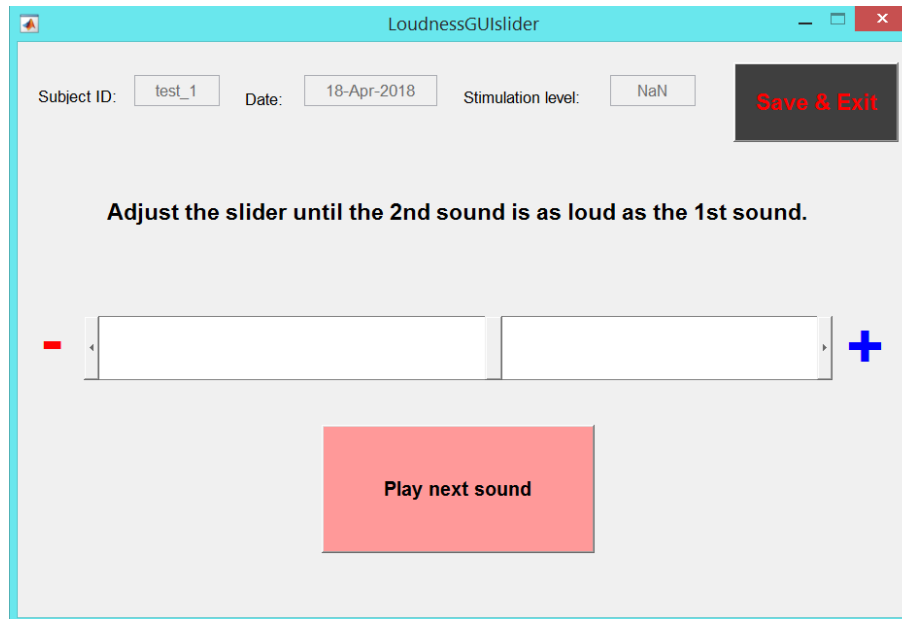 LoudnessGUIslider
Subject ID: test_1 Date: 18-Apr-2018 Stimulation level: NaN Save & Exit
Adjust the slider until the 2nd sound is as loud as the 1st sound.
- +
Play next sound